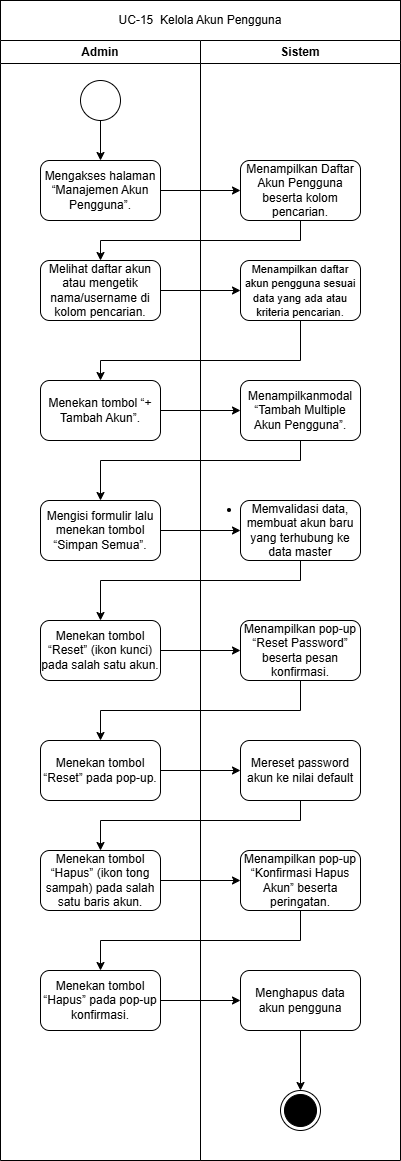 UC-15  Kelola Akun Pengguna
Admin
Sistem
Mengakses halaman
“Manajemen Akun
Pengguna”.
Menampilkan Daftar
Akun Pengguna
beserta kolom
pencarian.
Melihat daftar akun
atau mengetik
nama/username di
kolom pencarian.
Menampilkan daftar
akun pengguna sesuai
data yang ada atau
kriteria pencarian.
Menekan tombol “+
Tambah Akun”.
Menampilkanmodal
“Tambah Multiple
Akun Pengguna”.
Mengisi formulir lalu
menekan tombol
“Simpan Semua”.
• Memvalidasi data,
membuat akun baru
yang terhubung ke
data master
Menekan tombol
“Reset” (ikon kunci)
pada salah satu akun.
Menampilkan pop-up
“Reset Password”
beserta pesan
konfirmasi.
Menekan tombol
“Reset” pada pop-up.
Mereset password
akun ke nilai default
Menekan tombol
“Hapus” (ikon tong
sampah) pada salah
satu baris akun.
Menampilkan pop-up
“Konfirmasi Hapus
Akun” beserta
peringatan.
Menekan tombol
“Hapus” pada pop-up
konfirmasi.
Menghapus data
akun pengguna